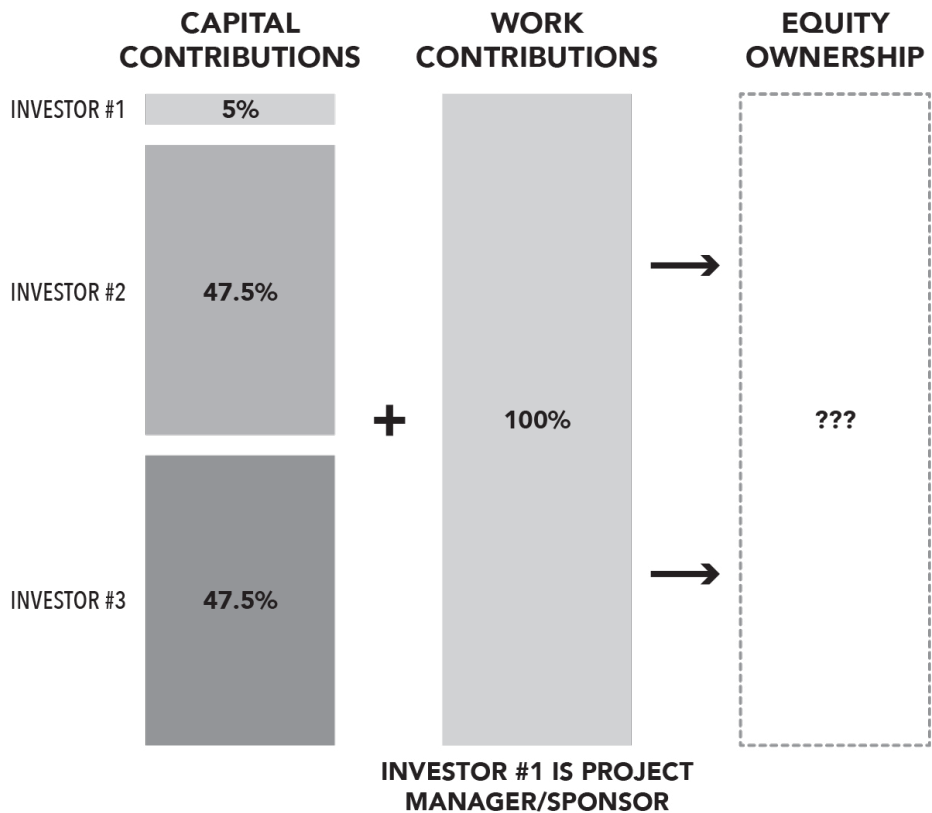 CAPITAL
CONTRIBUTIONS
WORK
CONTRIBUTIONS
EQUITY
OWNERSHIP
INVESTOR #1
5%
INVESTOR #2
47.5%
+
100%
???
INVESTOR #3
47.5%
INVESTOR #1 IS PROJECT
MANAGER/SPONSOR